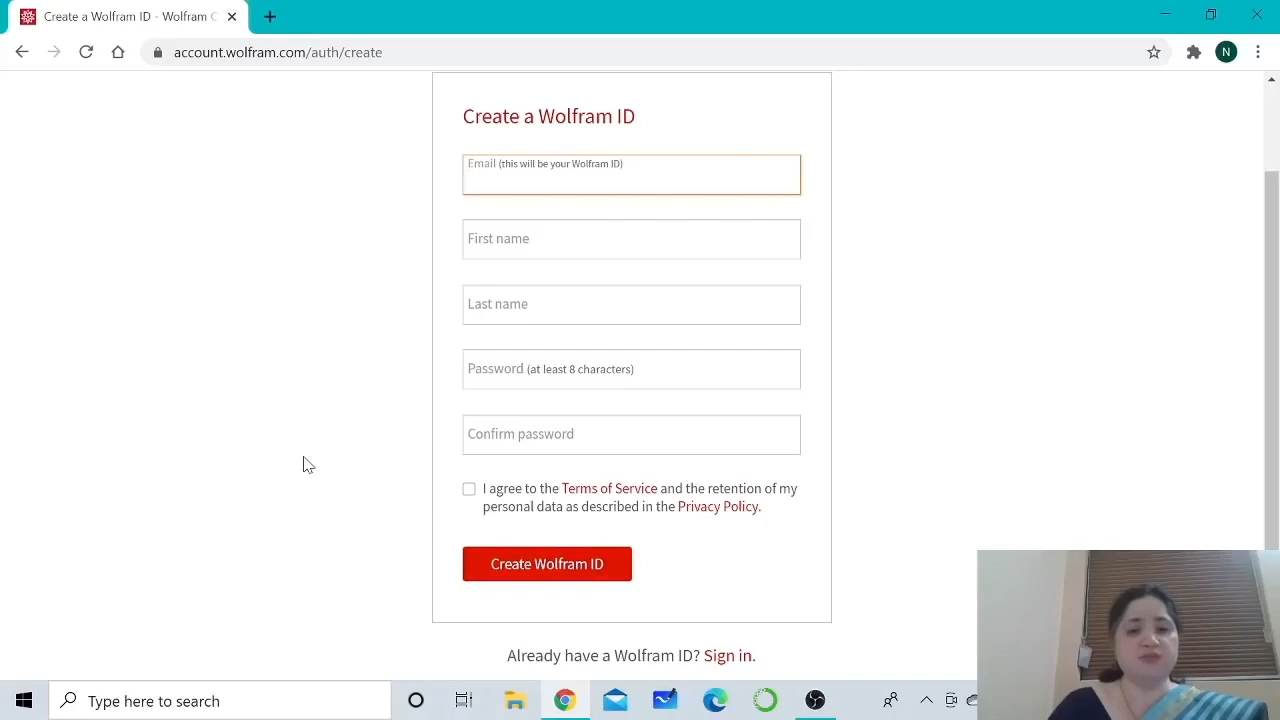 Create a Wolfram ID - Wolfram C
account.wolfram.com/auth/create
N
Create a Wolfram ID
Email (this will be your Wolfram ID)
First name
Last name
Password (at least 8 characters)
Confirm password
I agree to the Terms of Service and the retention of my
personal data as described in the Privacy Policy.
Create Wolfram ID
Already have a Wolfram ID? Sign in.
Type here to search